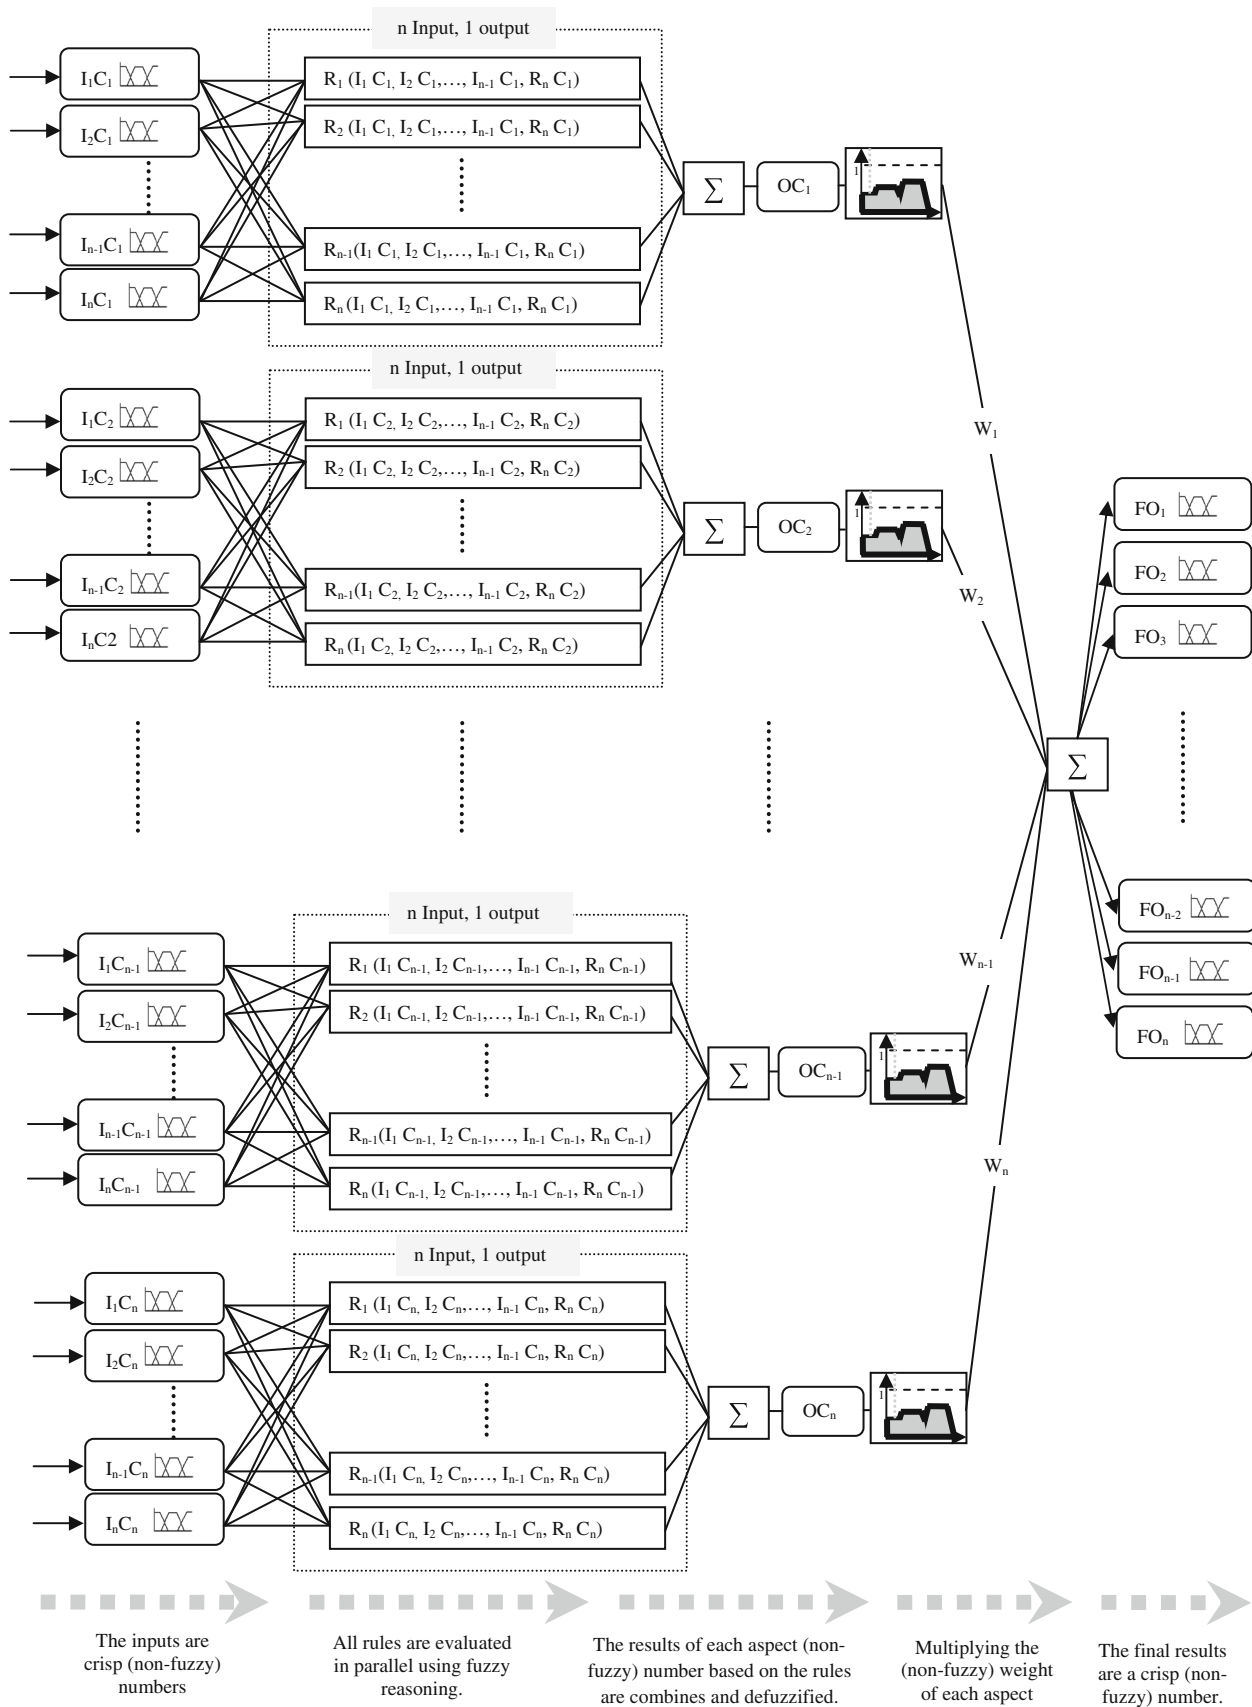 n Input, 1 output
I₁C₁
I₂C₁
Iₙ₋₁C₁
IₙC₁
R₁ (I₁ C₁, I₂ C₁,…, Iₙ₋₁ C₁, Rₙ C₁)
R₂ (I₁ C₁, I₂ C₁,…, Iₙ₋₁ C₁, Rₙ C₁)
Rₙ₋₁(I₁ C₁, I₂ C₁,…, Iₙ₋₁ C₁, Rₙ C₁)
Rₙ (I₁ C₁, I₂ C₁,…, Iₙ₋₁ C₁, Rₙ C₁)
∑
OC₁
1
W₁
n Input, 1 output
I₁C₂
I₂C₂
Iₙ₋₁C₂
IₙC2
R₁ (I₁ C₂, I₂ C₂,…, Iₙ₋₁ C₂, Rₙ C₂)
R₂ (I₁ C₂, I₂ C₂,…, Iₙ₋₁ C₂, Rₙ C₂)
Rₙ₋₁(I₁ C₂, I₂ C₂,…, Iₙ₋₁ C₂, Rₙ C₂)
Rₙ (I₁ C₂, I₂ C₂,…, Iₙ₋₁ C₂, Rₙ C₂)
∑
OC₂
1
W₂
∑
FO₁
FO₂
FO₃
FOₙ₋₂
FOₙ₋₁
FOₙ
n Input, 1 output
I₁Cₙ₋₁
I₂Cₙ₋₁
Iₙ₋₁Cₙ₋₁
IₙCₙ₋₁
R₁ (I₁ Cₙ₋₁, I₂ Cₙ₋₁,…, Iₙ₋₁ Cₙ₋₁, Rₙ Cₙ₋₁)
R₂ (I₁ Cₙ₋₁, I₂ Cₙ₋₁,…, Iₙ₋₁ Cₙ₋₁, Rₙ Cₙ₋₁)
Rₙ₋₁(I₁ Cₙ₋₁, I₂ Cₙ₋₁,…, Iₙ₋₁ Cₙ₋₁, Rₙ Cₙ₋₁)
Rₙ (I₁ Cₙ₋₁, I₂ Cₙ₋₁,…, Iₙ₋₁ Cₙ₋₁, Rₙ Cₙ₋₁)
∑
OCₙ₋₁
1
Wₙ₋₁
n Input, 1 output
I₁Cₙ
I₂Cₙ
Iₙ₋₁Cₙ
IₙCₙ
R₁ (I₁ Cₙ, I₂ Cₙ,…, Iₙ₋₁ Cₙ, Rₙ Cₙ)
R₂ (I₁ Cₙ, I₂ Cₙ,…, Iₙ₋₁ Cₙ, Rₙ Cₙ)
Rₙ₋₁(I₁ Cₙ, I₂ Cₙ,…, Iₙ₋₁ Cₙ, Rₙ Cₙ)
Rₙ (I₁ Cₙ, I₂ Cₙ,…, Iₙ₋₁ Cₙ, Rₙ Cₙ)
∑
OCₙ
1
Wₙ
The inputs are
crisp (non-fuzzy)
numbers
All rules are evaluated
in parallel using fuzzy
reasoning.
The results of each aspect (non-
fuzzy) number based on the rules
are combines and defuzzified.
Multiplying the
(non-fuzzy) weight
of each aspect
The final results
are a crisp (non-
fuzzy) number.